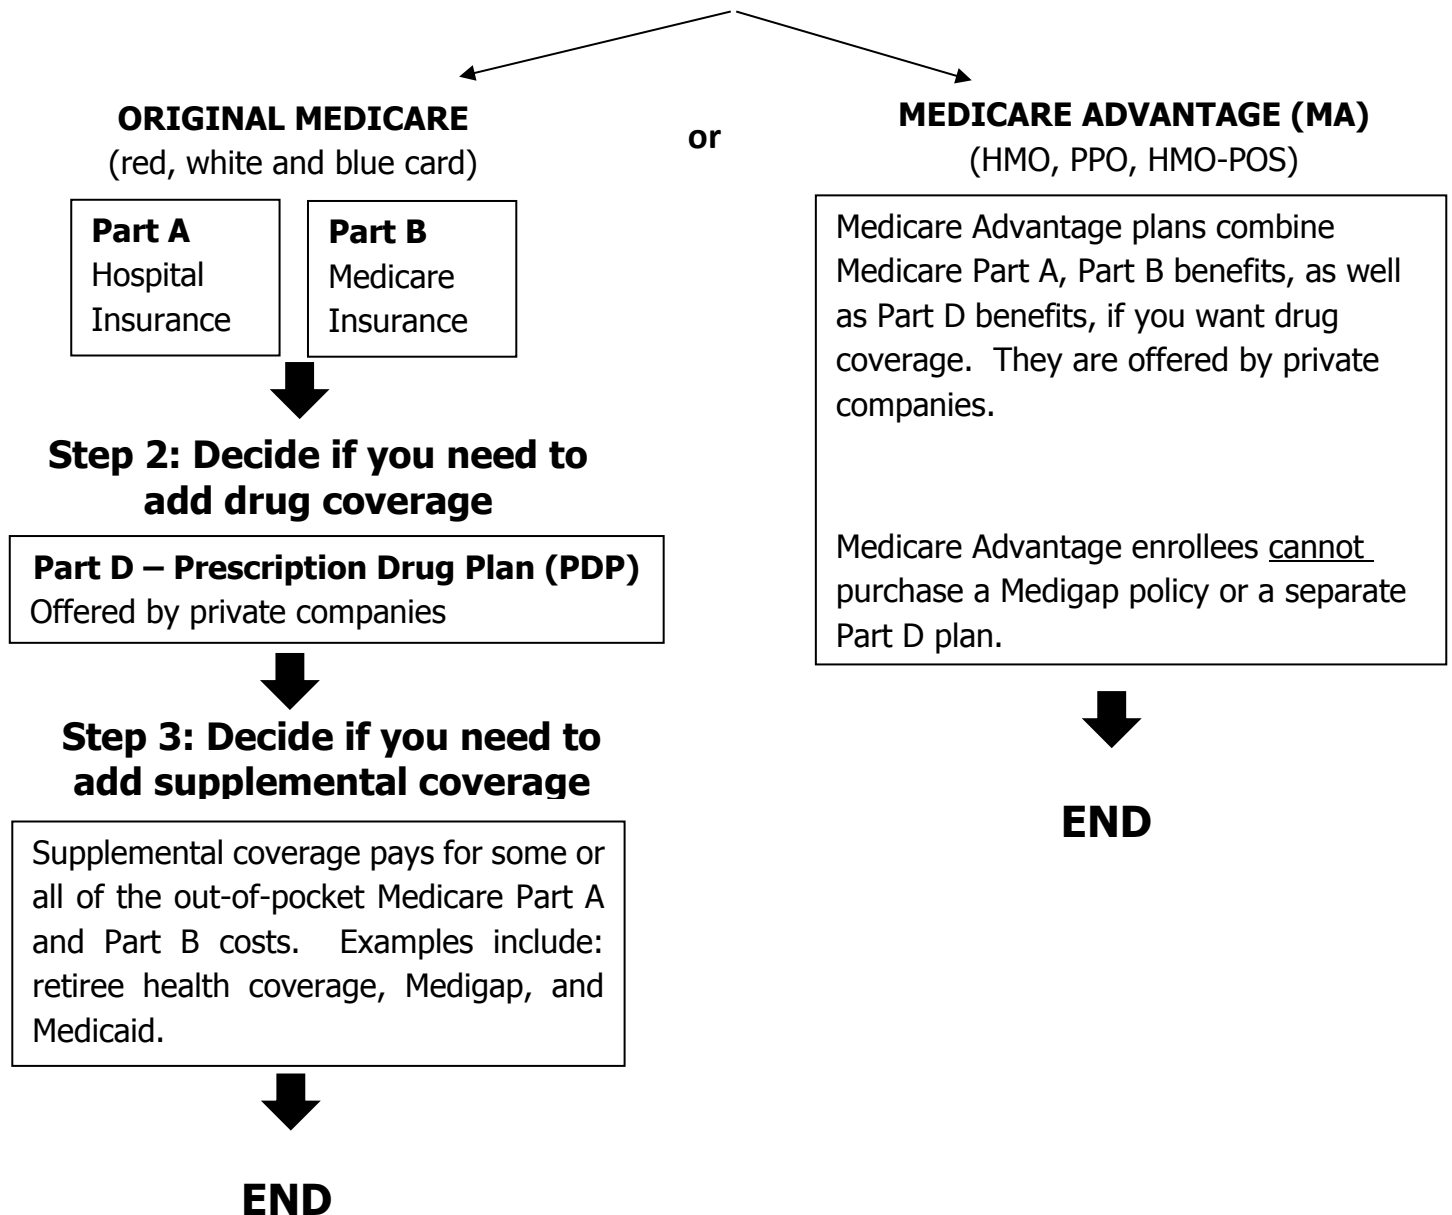 ORIGINAL MEDICARE
(red, white and blue card)
Part A
Hospital
Insurance
Part B
Medicare
Insurance
Step 2: Decide if you need to
add drug coverage
Part D – Prescription Drug Plan (PDP)
Offered by private companies
Step 3: Decide if you need to
add supplemental coverage
Supplemental coverage pays for some or
all of the out-of-pocket Medicare Part A
and Part B costs. Examples include:
retiree health coverage, Medigap, and
Medicaid.
END
or
MEDICARE ADVANTAGE (MA)
(HMO, PPO, HMO-POS)
Medicare Advantage plans combine
Medicare Part A, Part B benefits, as well
as Part D benefits, if you want drug
coverage. They are offered by private
companies.
Medicare Advantage enrollees cannot
purchase a Medigap policy or a separate
Part D plan.
END